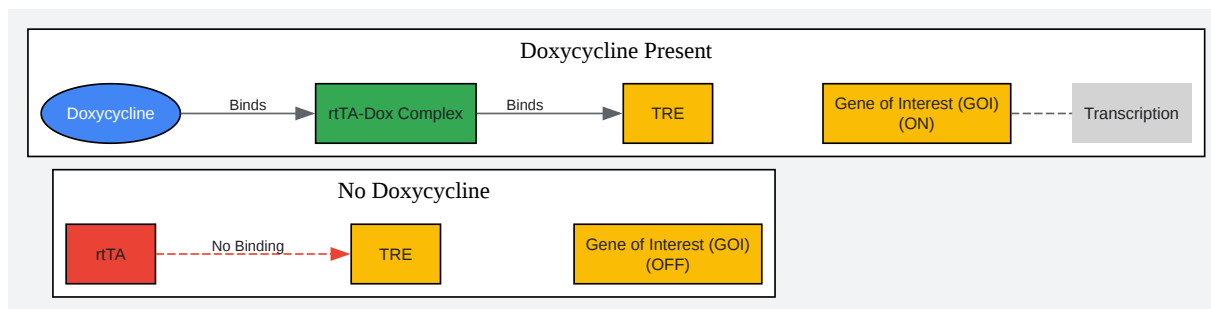 Doxycycline Present
Doxycycline
Binds
rtTA-Dox Complex
Binds
TRE
Gene of Interest (GOI)
(ON)
Transcription
No Doxycycline
rtTA
No Binding
TRE
Gene of Interest (GOI)
(OFF)